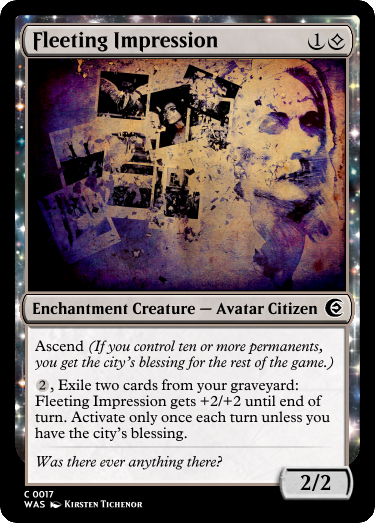 Fleeting Impression 1
Enchantment Creature — Avatar Citizen
Ascend (If you control ten or more permanents,
you get the city's blessing for the rest of the game.)
2, Exile two cards from your graveyard:
Fleeting Impression gets +2/+2 until end of
turn. Activate only once each turn unless you
have the city's blessing.
Was there ever anything there?
2/2
C 0017
WAS Kirsten Tichenor